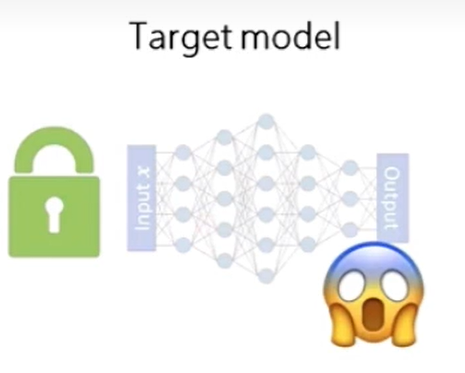 Target model
Input x
Output